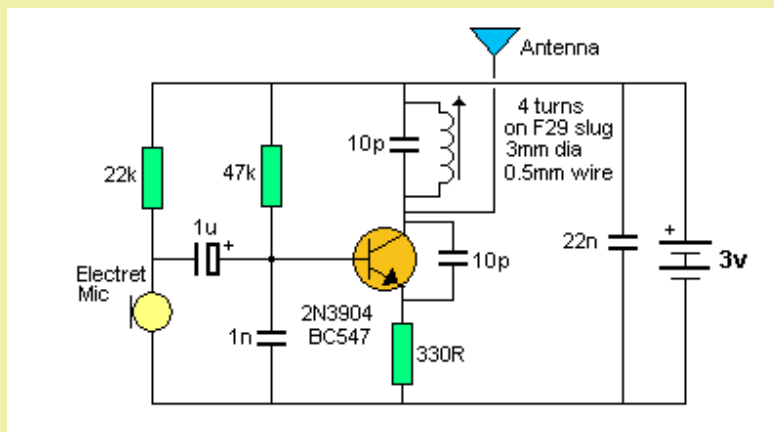 Antenna
4 turns
on F29 slug
3mm dia
0.5mm wire
10p
22k
47k
1u
+
10p
22n
+
3v
Electret
Mic
1n
2N3904
BC547
330R